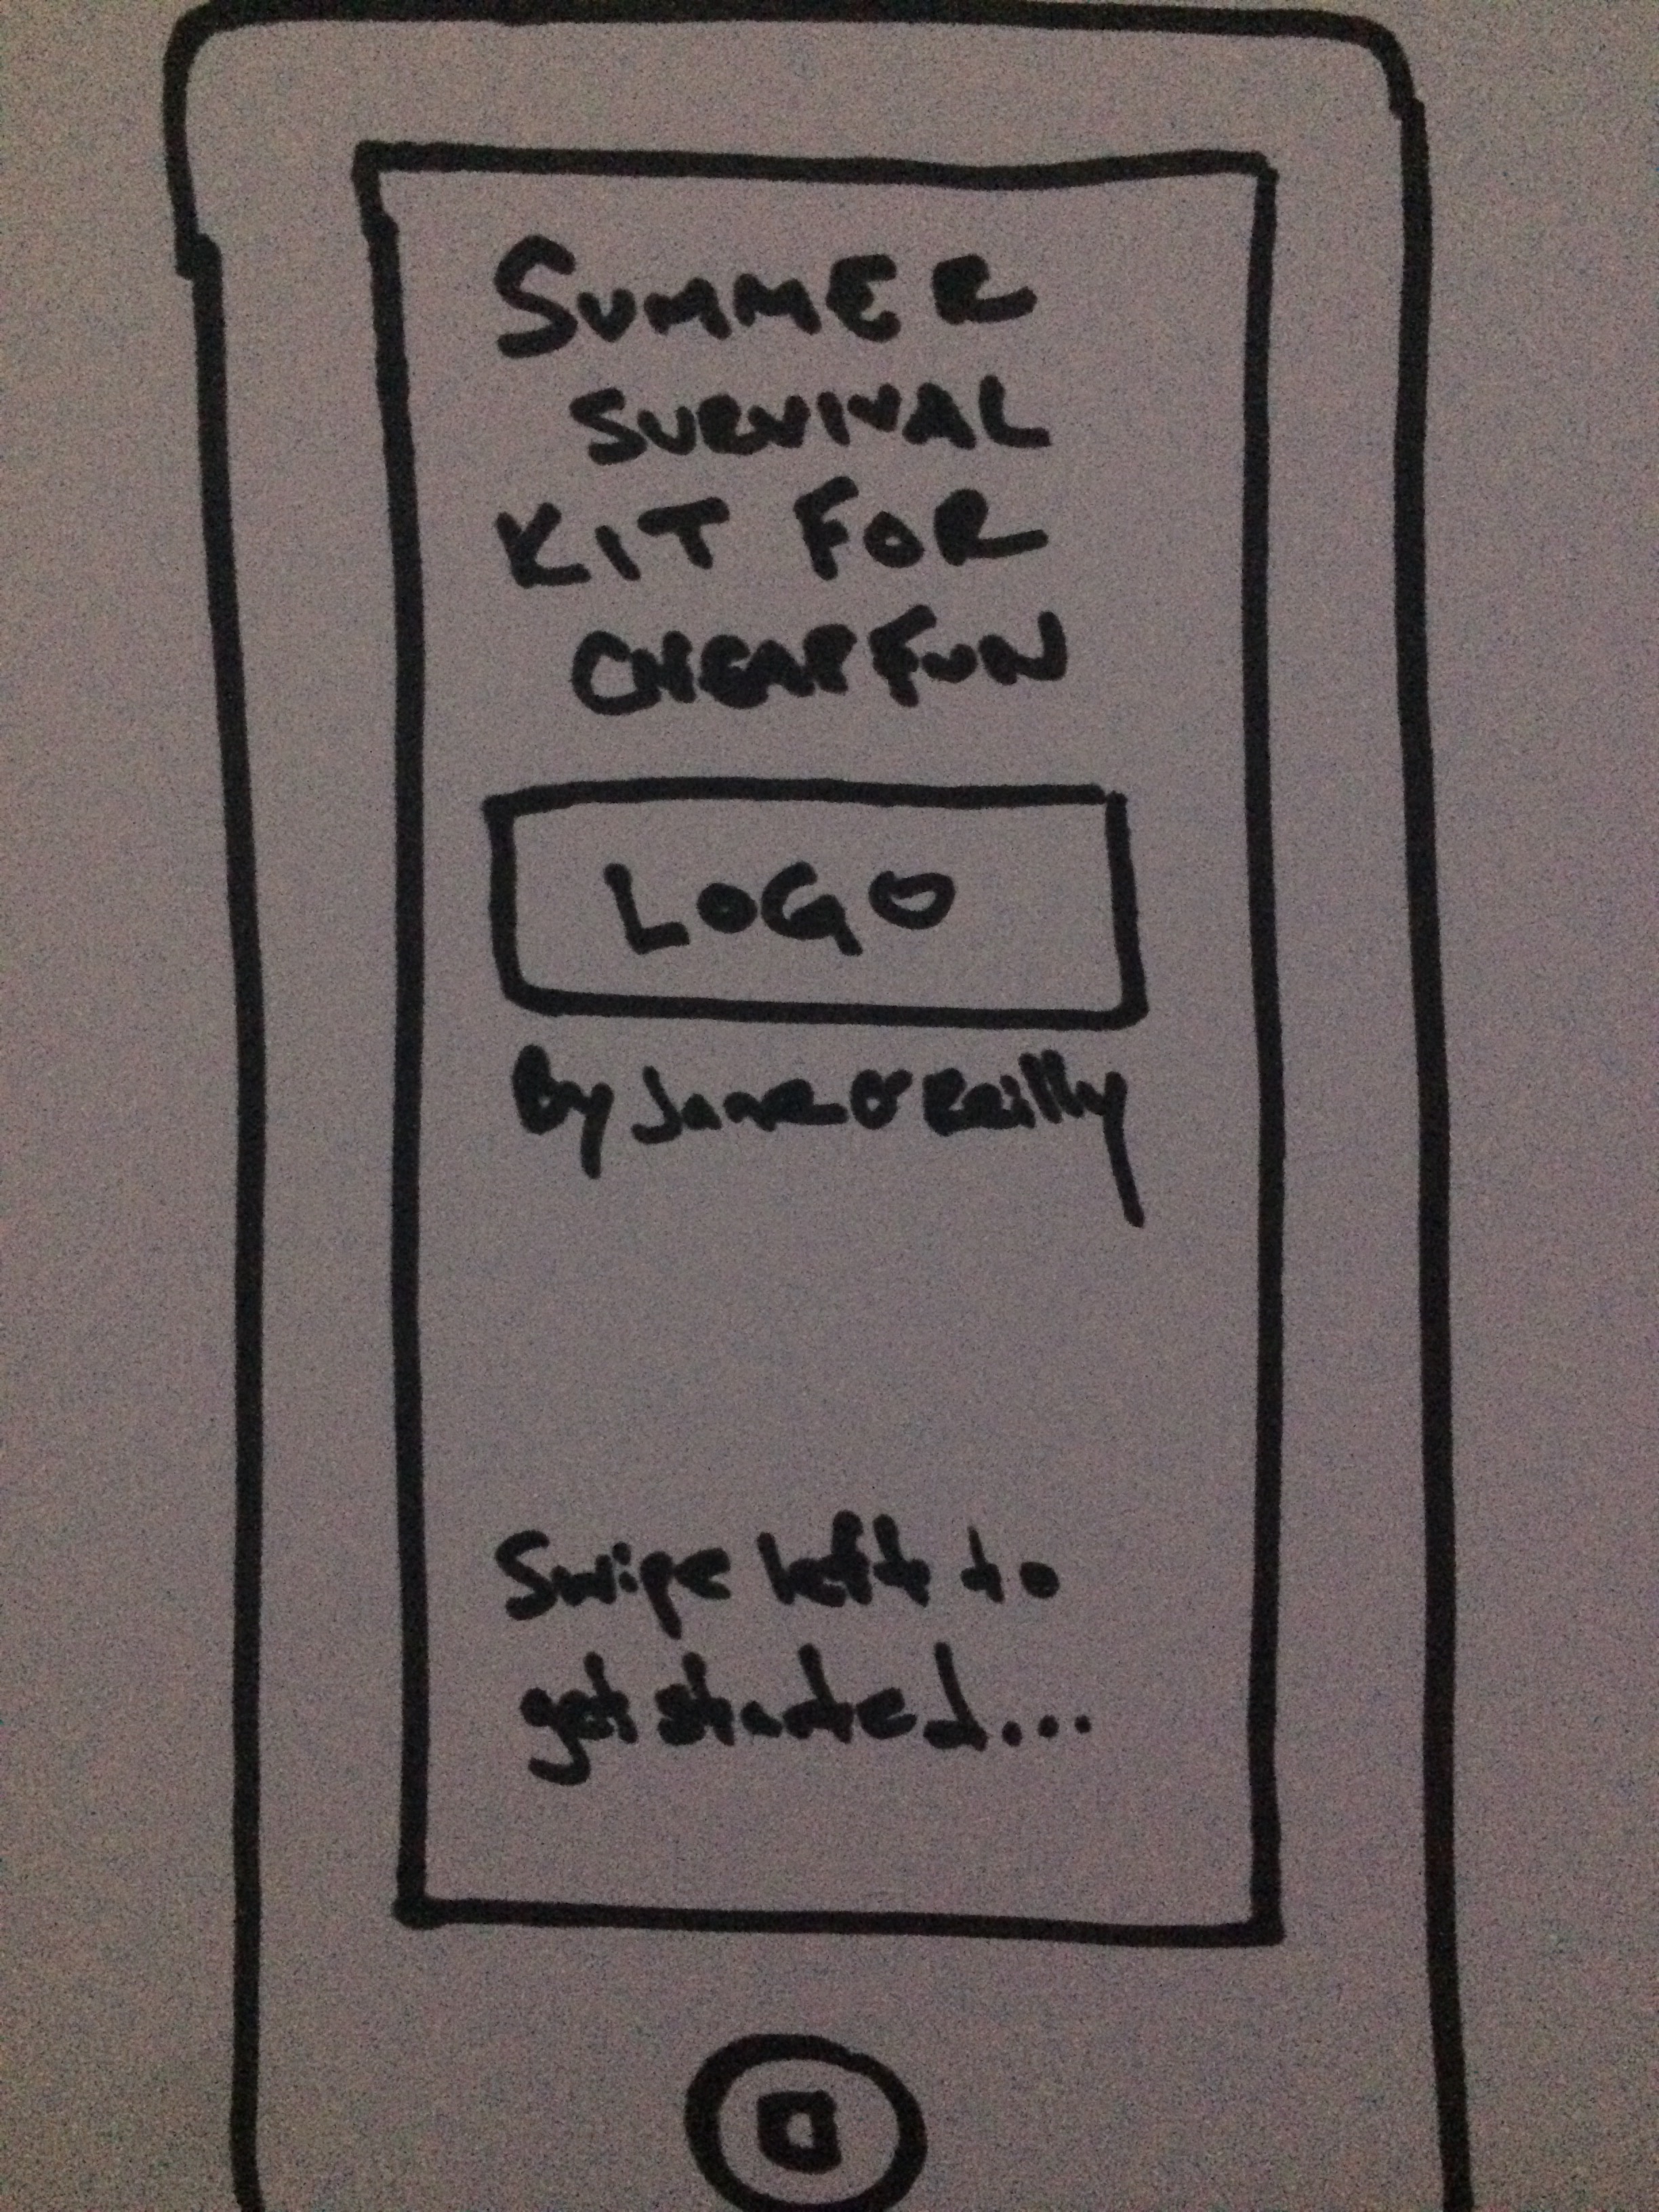 SUMMER
SURVIVAL
KIT FOR
CHEAP FUN
LOGO
By Jane O'Reilly
Swipe left to
get started...